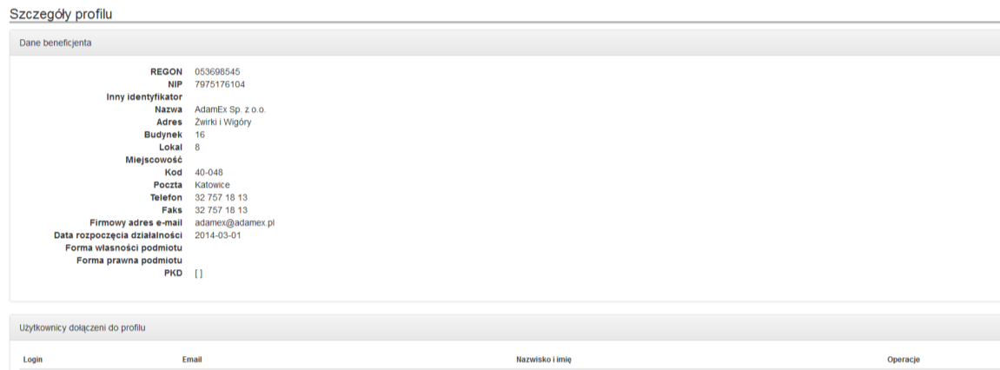 Szczegóły profilu
Dane beneficjenta
REGON 053698545
NIP 7975176104
Inny identyfikator
Nazwa AdamEx Sp. z o.o.
Adres Żwirki i Wigóry
Budynek 16
Lokal 8
Miejscowość
Kod 40-048
Poczta Katowice
Telefon 32 757 18 13
Faks 32 757 18 13
Firmowy adres e-mail adamex@adamex.pl
Data rozpoczęcia działalności 2014-03-01
Forma własności podmiotu
Forma prawna podmiotu
PKD [ ]
Użytkownicy dołączeni do profilu
Login Email Nazwisko i imię Operacje